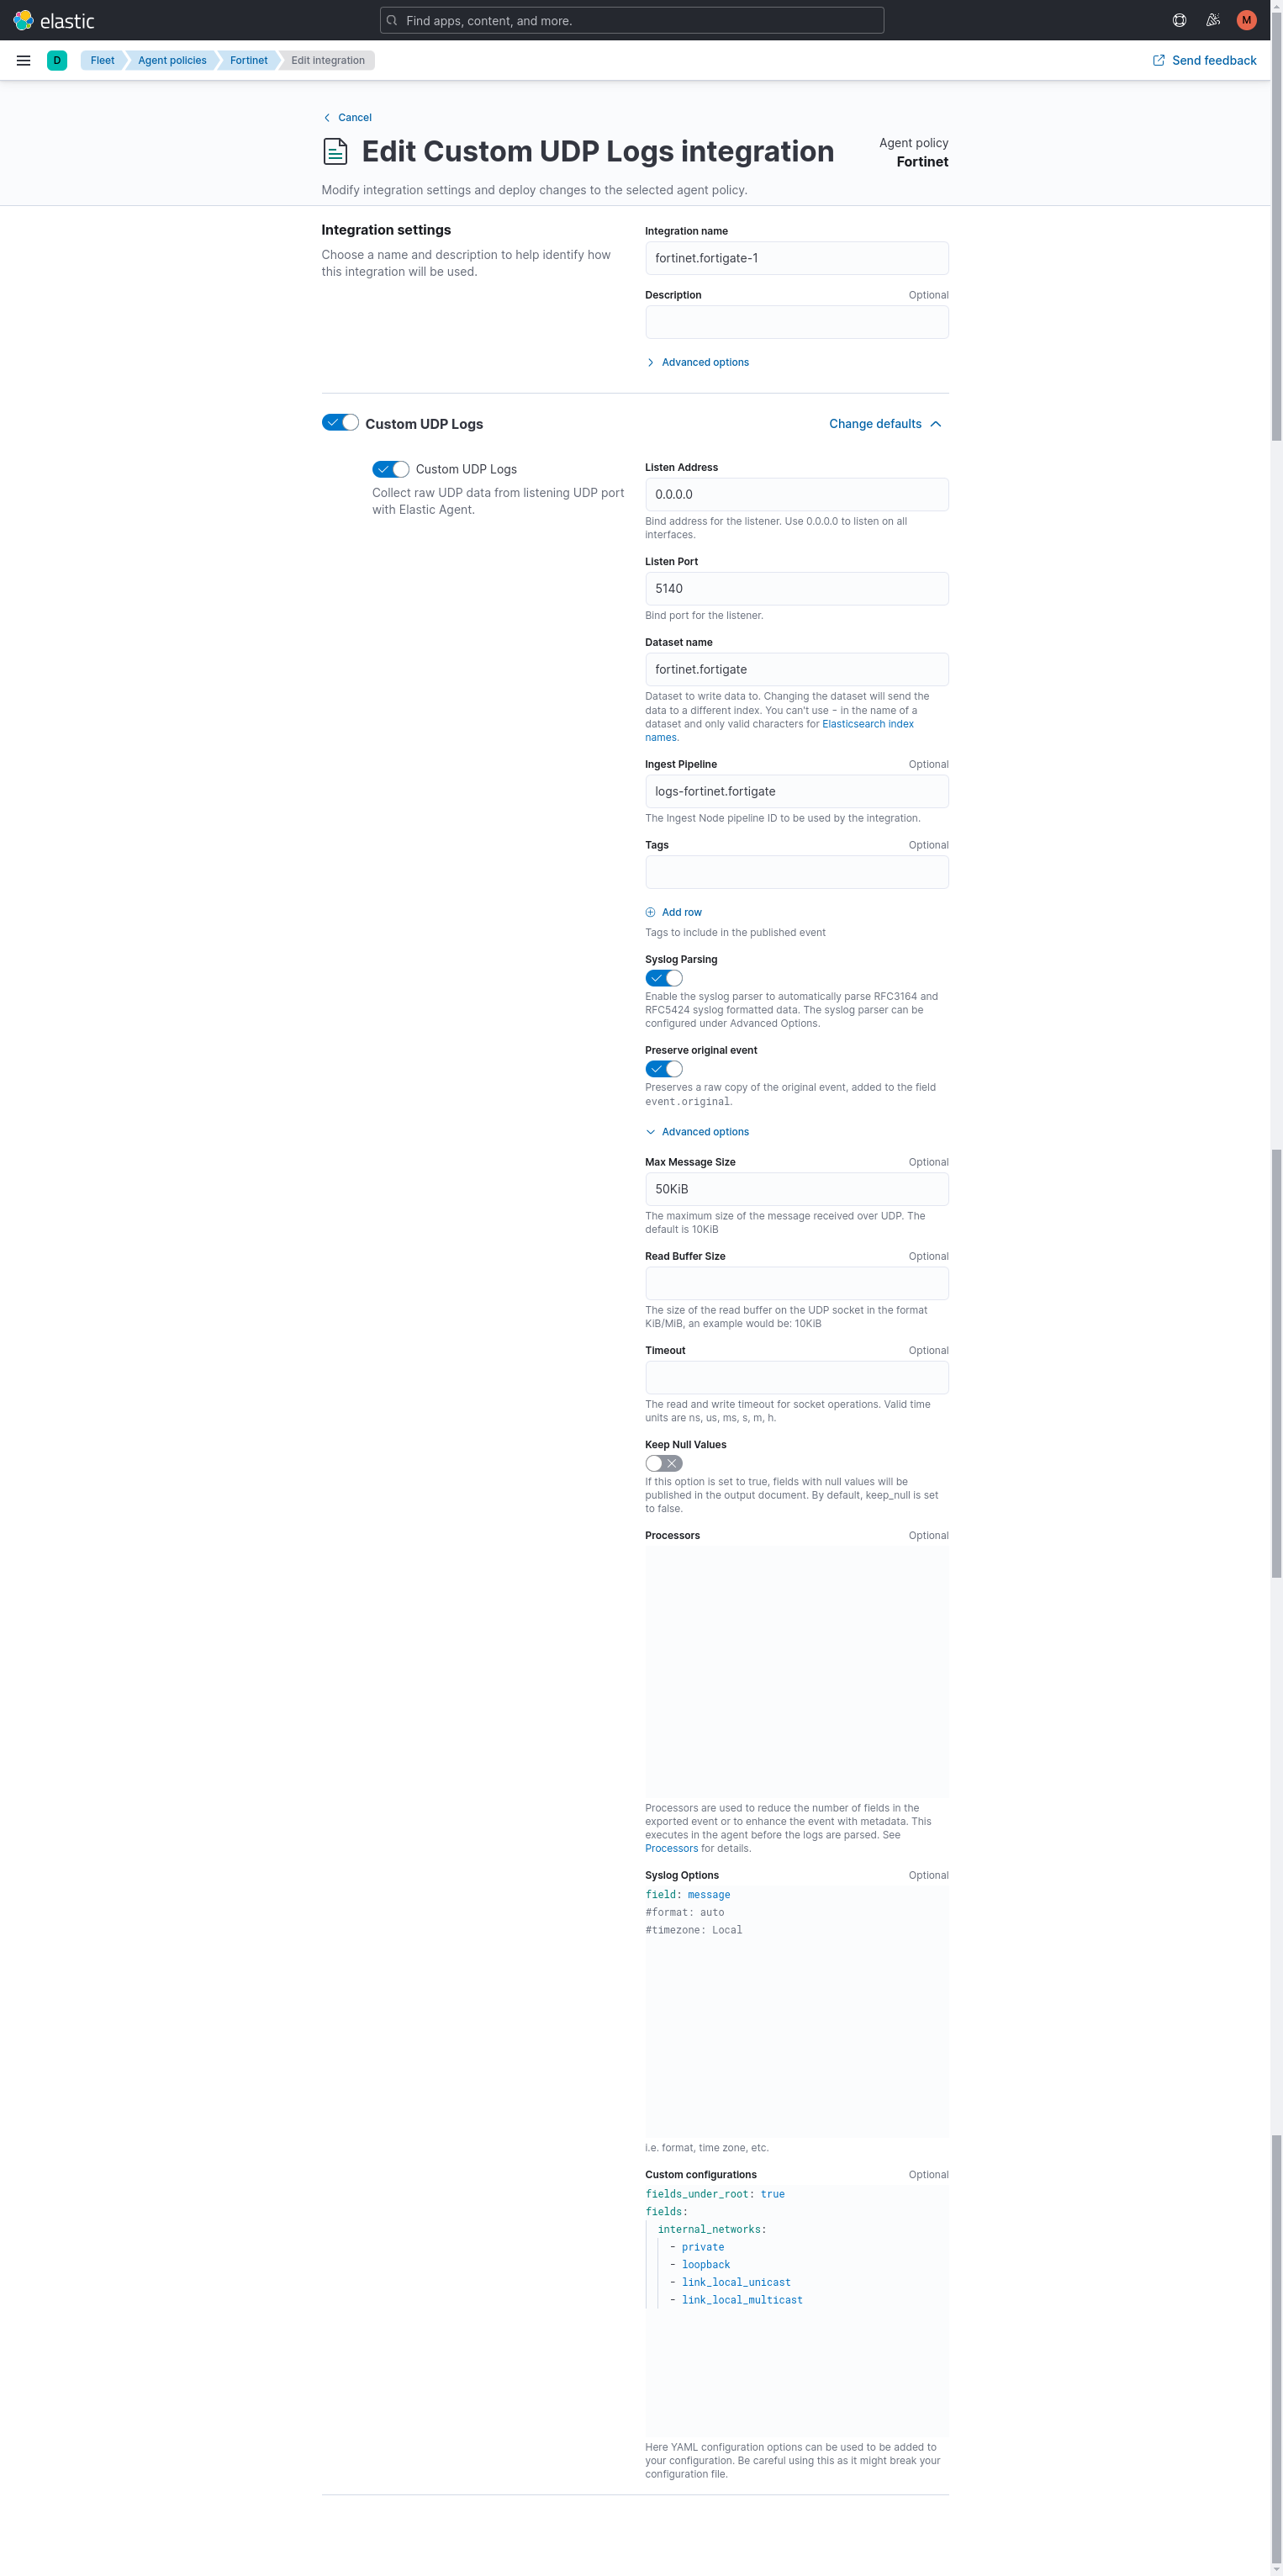 elastic
Find apps, content, and more.
M
D
Fleet
Agent policies
Fortinet
Edit integration
Send feedback
Cancel
Edit Custom UDP Logs integration
Agent policy
Fortinet
Modify integration settings and deploy changes to the selected agent policy.
Integration settings
Choose a name and description to help identify how
this integration will be used.
Integration name
fortinet.fortigate-1
Description Optional
Advanced options
Custom UDP Logs
Change defaults
Custom UDP Logs
Collect raw UDP data from listening UDP port
with Elastic Agent.
Listen Address
0.0.0.0
Bind address for the listener. Use 0.0.0.0 to listen on all
interfaces.
Listen Port
5140
Bind port for the listener.
Dataset name
fortinet.fortigate
Dataset to write data to. Changing the dataset will send the
data to a different index. You can't use - in the name of a
dataset and only valid characters for Elasticsearch index
names.
Ingest Pipeline Optional
logs-fortinet.fortigate
The Ingest Node pipeline ID to be used by the integration.
Tags Optional
Add row
Tags to include in the published event
Syslog Parsing
Enable the syslog parser to automatically parse RFC3164 and
RFC5424 syslog formatted data. The syslog parser can be
configured under Advanced Options.
Preserve original event
Preserves a raw copy of the original event, added to the field
event.original.
Advanced options
Max Message Size Optional
50KiB
The maximum size of the message received over UDP. The
default is 10KiB
Read Buffer Size Optional
The size of the read buffer on the UDP socket in the format
KiB/MiB, an example would be: 10KiB
Timeout Optional
The read and write timeout for socket operations. Valid time
units are ns, us, ms, s, m, h.
Keep Null Values
If this option is set to true, fields with null values will be
published in the output document. By default, keep_null is set
to false.
Processors Optional
Processors are used to reduce the number of fields in the
exported event or to enhance the event with metadata. This
executes in the agent before the logs are parsed. See
Processors for details.
Syslog Options Optional
field: message
#format: auto
#timezone: Local
i.e. format, time zone, etc.
Custom configurations Optional
fields_under_root: true
fields:
internal_networks:
- private
- loopback
- link_local_unicast
- link_local_multicast
Here YAML configuration options can be used to be added to
your configuration. Be careful using this as it might break your
configuration file.